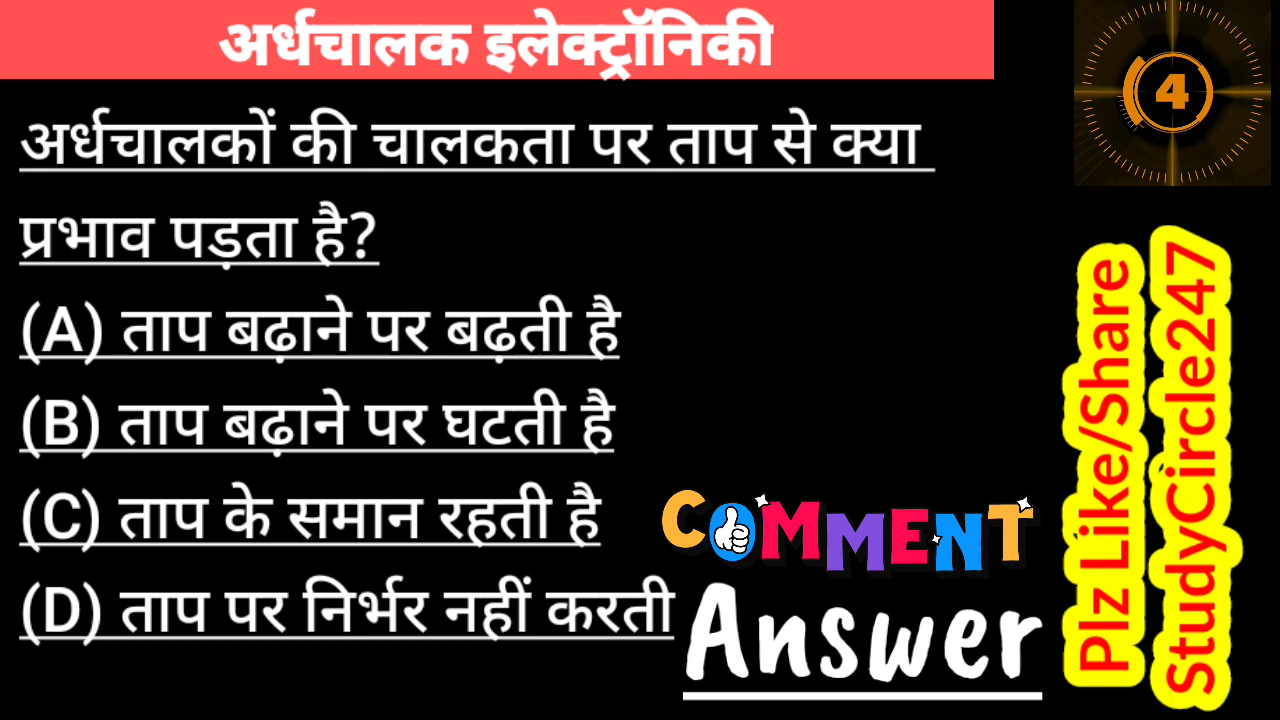 अर्धचालक इलेक्ट्रॉनिकी
4
अर्धचालकों की चालकता पर ताप से क्या
प्रभाव पड़ता है?
(A) ताप बढ़ाने पर बढ़ती है
(B) ताप बढ़ाने पर घटती है
(C) ताप के समान रहती है
(D) ताप पर निर्भर नहीं करती
COMMENT
Answer
Plz Like/Share
StudyCircle247